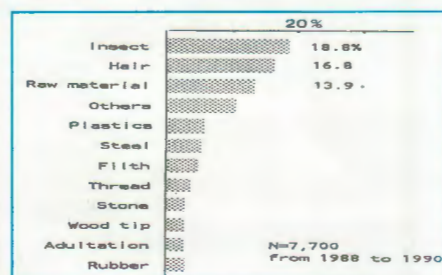 20%
Insect 18.8%
Hair 16.8
Raw material 13.9
Others
Plastics
Steel
Filth
Thread
Stone
Wood tip
Adultation N=7,700
Rubber from 1988 to 1990